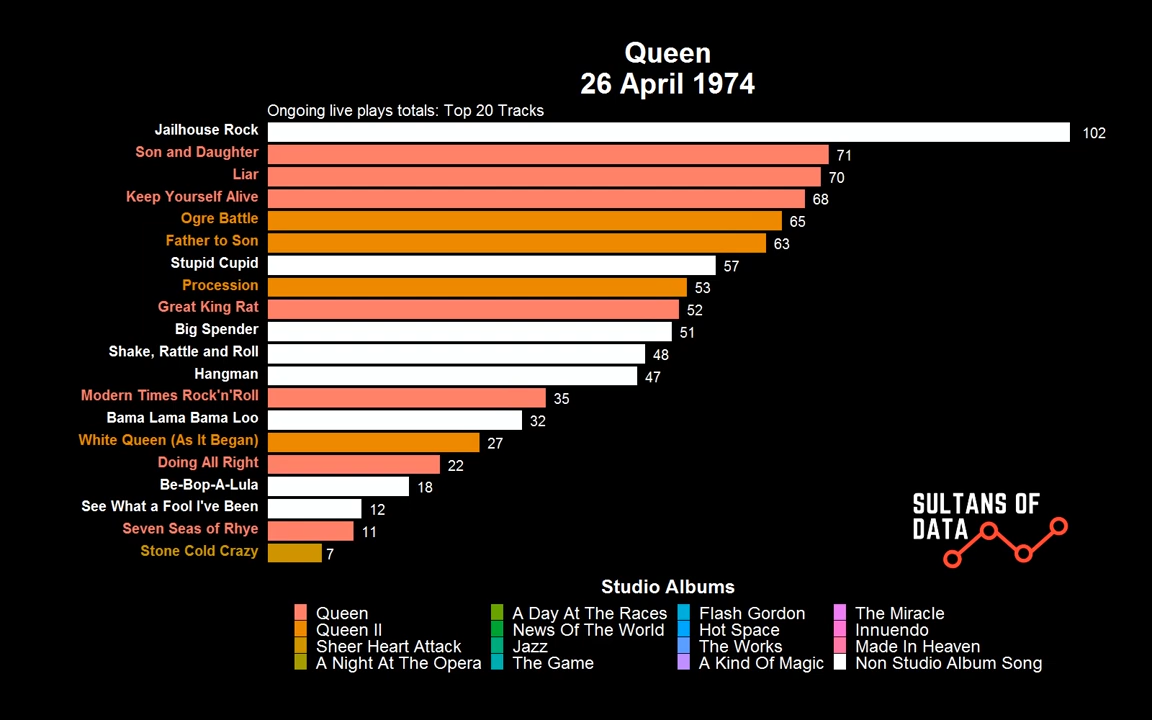 Queen
26 April 1974
Ongoing live plays totals: Top 20 Tracks
Jailhouse Rock 102
Son and Daughter 71
Liar 70
Keep Yourself Alive 68
Ogre Battle 65
Father to Son 63
Stupid Cupid 57
Procession 53
Great King Rat 52
Big Spender 51
Shake, Rattle and Roll 48
Hangman 47
Modern Times Rock'n'Roll 35
Bama Lama Bama Loo 32
White Queen (As It Began) 27
Doing All Right 22
Be-Bop-A-Lula 18
See What a Fool I've Been 12
Seven Seas of Rhye 11
Stone Cold Crazy 7
SULTANS OF
DATA
Studio Albums
Queen A Day At The Races Flash Gordon The Miracle
Queen II News Of The World Hot Space Innuendo
Sheer Heart Attack Jazz The Works Made In Heaven
A Night At The Opera The Game A Kind Of Magic Non Studio Album Song